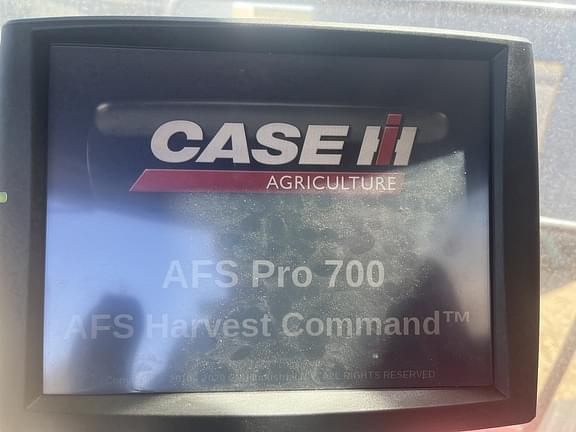 CASE IH
AGRICULTURE
AFS Pro 700
AFS Harvest Command™
ALL RIGHTS RESERVED